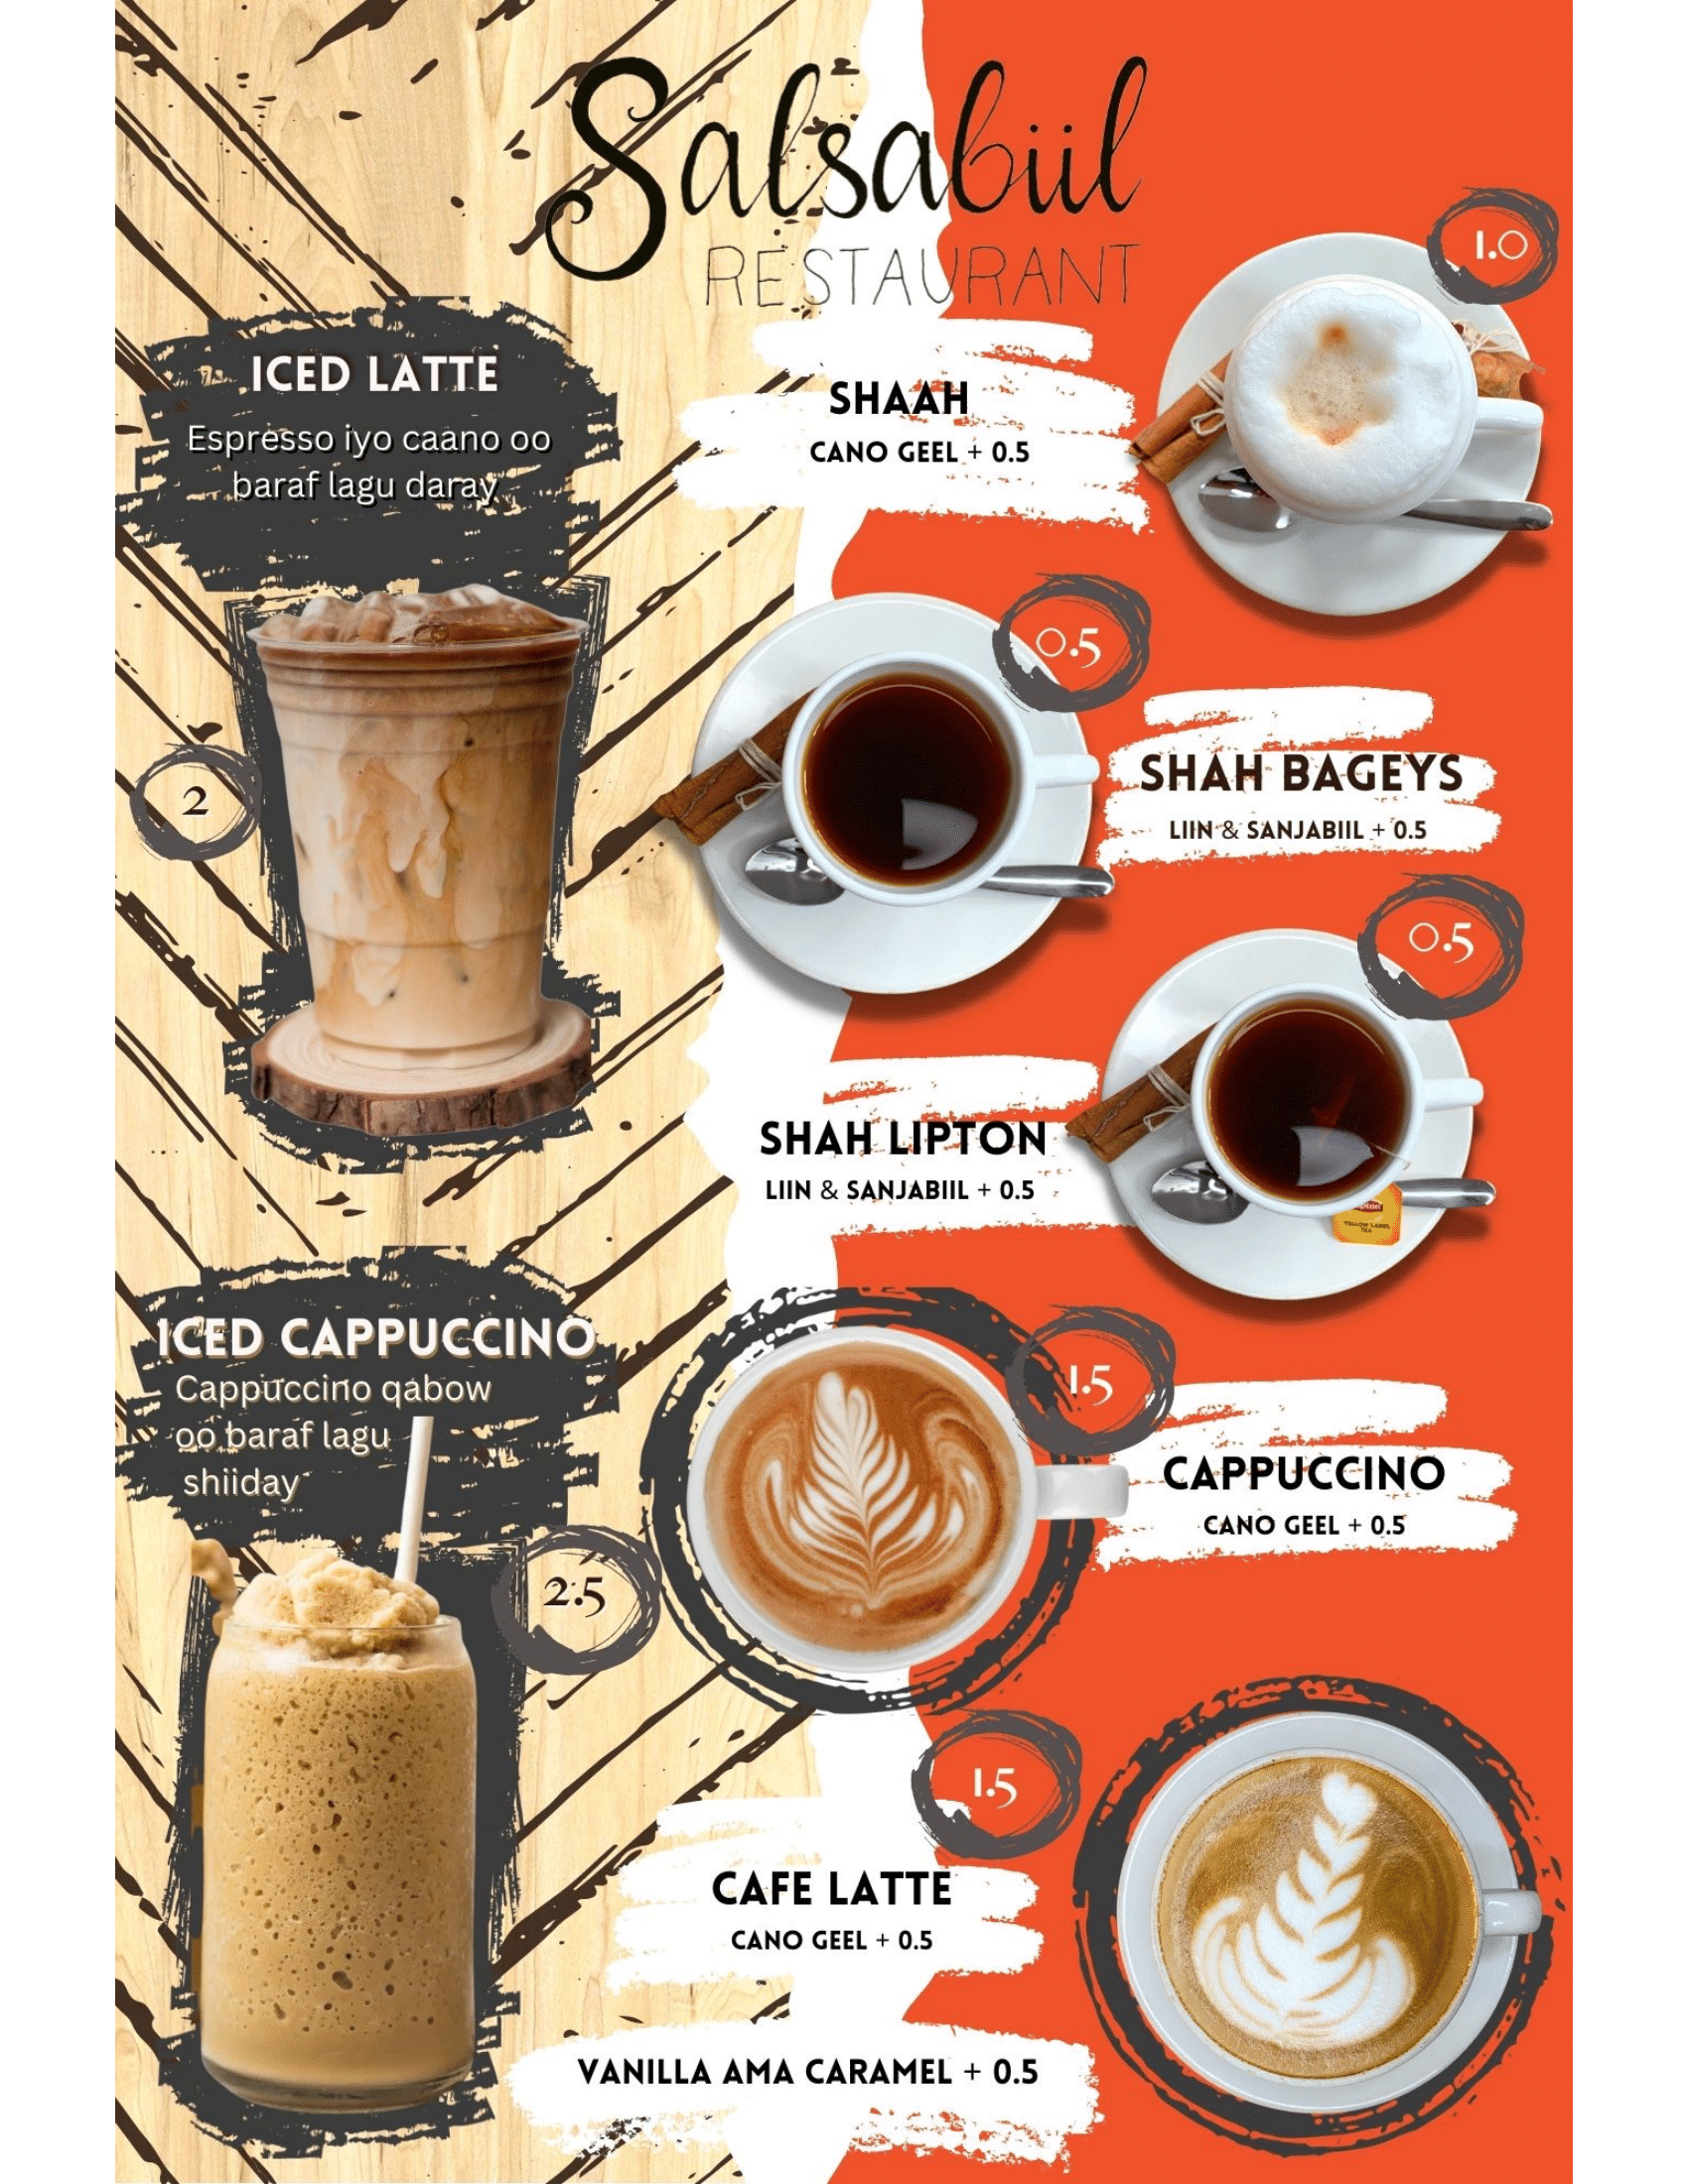 Salsabiil
RESTAURANT
ICED LATTE
Espresso iyo caano oo
baraf lagu daray
2
1.0
SHAAH
CANO GEEL + 0.5
0.5
SHAH BAGEYS
LIIN & SANJABIIL + 0.5
0.5
SHAH LIPTON
LIIN & SANJABIIL + 0.5
YELLOW LABEL
TEA
ICED CAPPUCCINO
Cappuccino qabow
oo baraf lagu
shiiday
2.5
1.5
CAPPUCCINO
CANO GEEL + 0.5
1.5
CAFE LATTE
CANO GEEL + 0.5
VANILLA AMA CARAMEL + 0.5